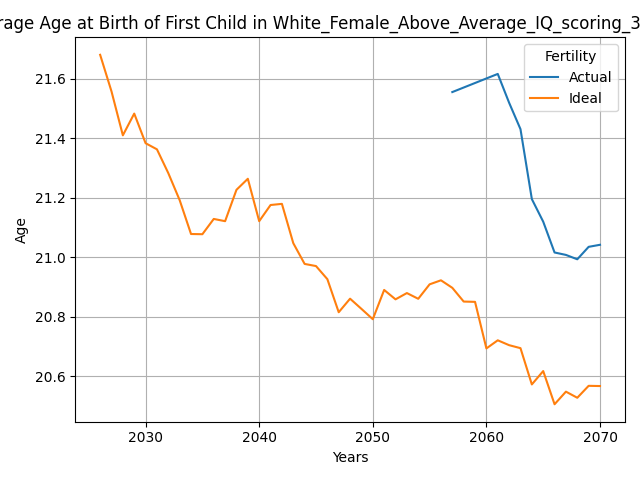 rage Age at Birth of First Child in White_Female_Above_Average_IQ_scoring_3
Fertility
Actual
Ideal
21.6
21.4
21.2
21.0
20.8
20.6
Age
2030 2040 2050 2060 2070
Years